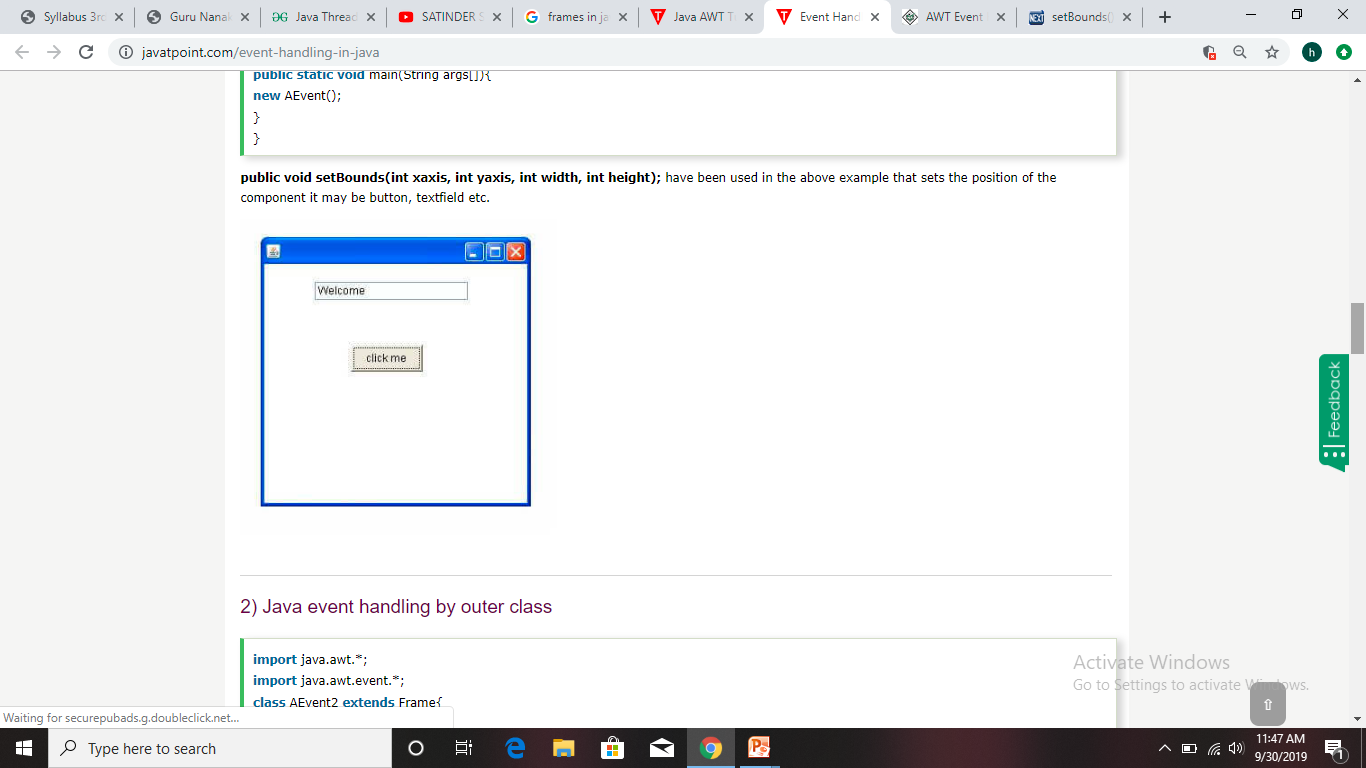 Syllabus 3rd
Guru Nanak
Java Thread
SATINDER S
frames in ja
Java AWT T
Event Hand
AWT Event
NEXT setBounds(
javatpoint.com/event-handling-in-java
h
public static void main(String args[]){
new AEvent();
}
}
public void setBounds(int xaxis, int yaxis, int width, int height); have been used in the above example that sets the position of the
component it may be button, textfield etc.
Welcome
click me
Feedback
2) Java event handling by outer class
import java.awt.*;
import java.awt.event.*;
class AEvent2 extends Frame{
Activate Windows
Go to Settings to activate Windows.
Waiting for securepubads.g.doubleclick.net...
Type here to search
11:47 AM
9/30/2019
1